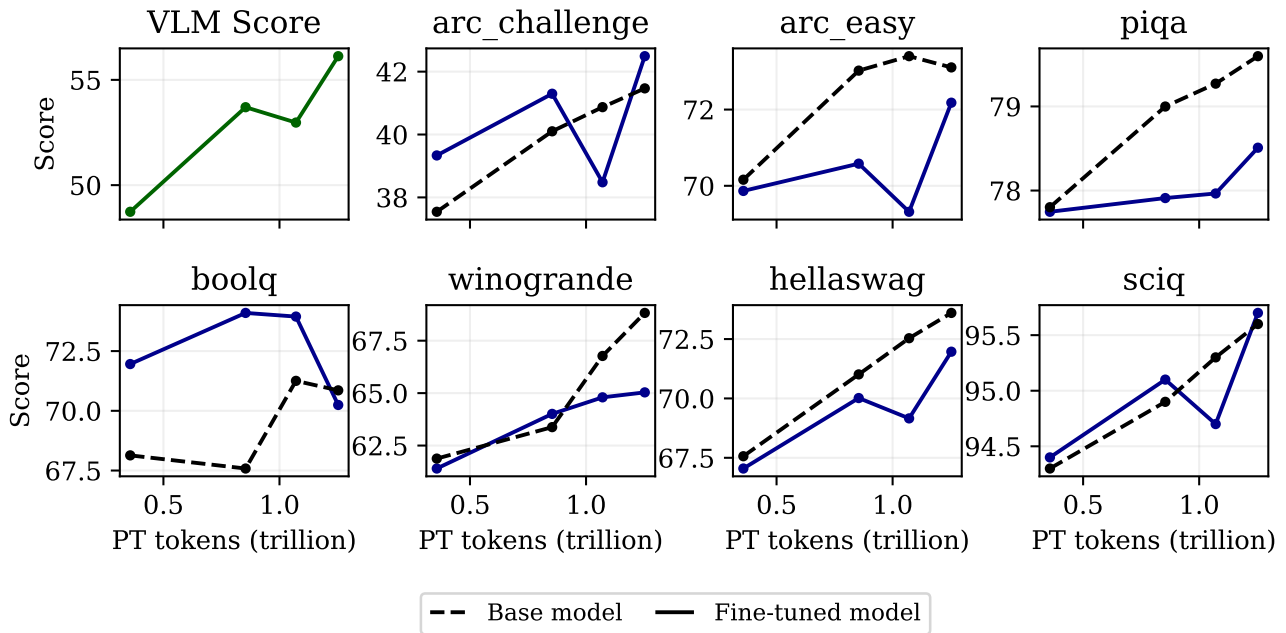 VLM Score
arc_challenge
arc_easy
piqa
Score
55
50
42
40
38
72
70
79
78
boolq
winogrande
hellaswag
sciq
Score
72.5
70.0
67.5
67.5
65.0
62.5
72.5
70.0
67.5
95.5
95.0
94.5
0.5 1.0
0.5 1.0
0.5 1.0
0.5 1.0
PT tokens (trillion)
PT tokens (trillion)
PT tokens (trillion)
PT tokens (trillion)
Base model
Fine-tuned model